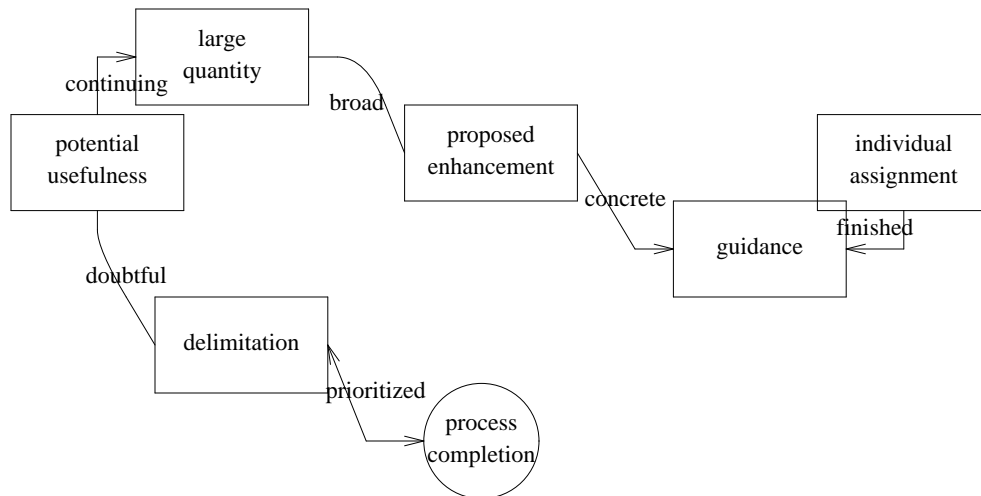 large
quantity
continuing
broad
potential
usefulness
proposed
enhancement
individual
assignment
concrete
finished
guidance
doubtful
delimitation
prioritized
process
completion